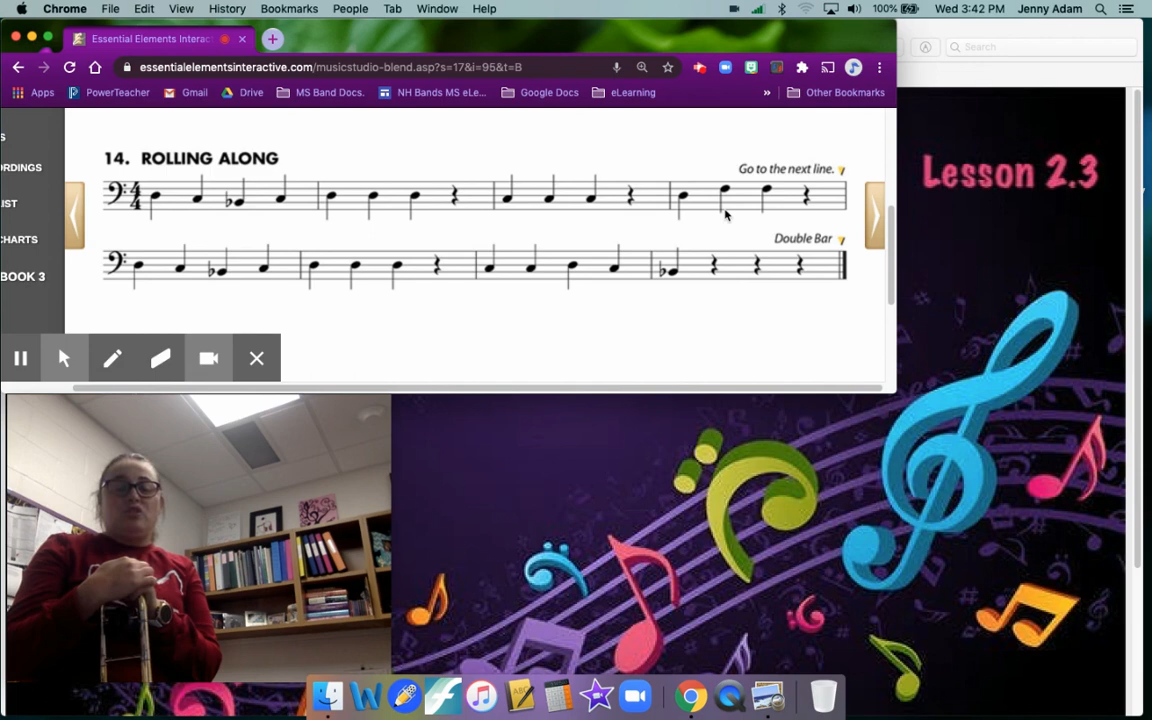 Chrome File Edit View History Bookmarks People Tab Window Help 100% Wed 3:42 PM Jenny Adam
Essential Elements Interac
Search
essentialelementsinteractive.com/musicstudio-blend.asp?s=17&i=95&t=B
Apps PowerTeacher Gmail Drive MS Band Docs. NH Bands MS eLe... Google Docs eLearning » Other Bookmarks
S
ORDINGS
IST
CHARTS
BOOK 3
14. ROLLING ALONG
Go to the next line.
4
4
Double Bar
Lesson 2.3